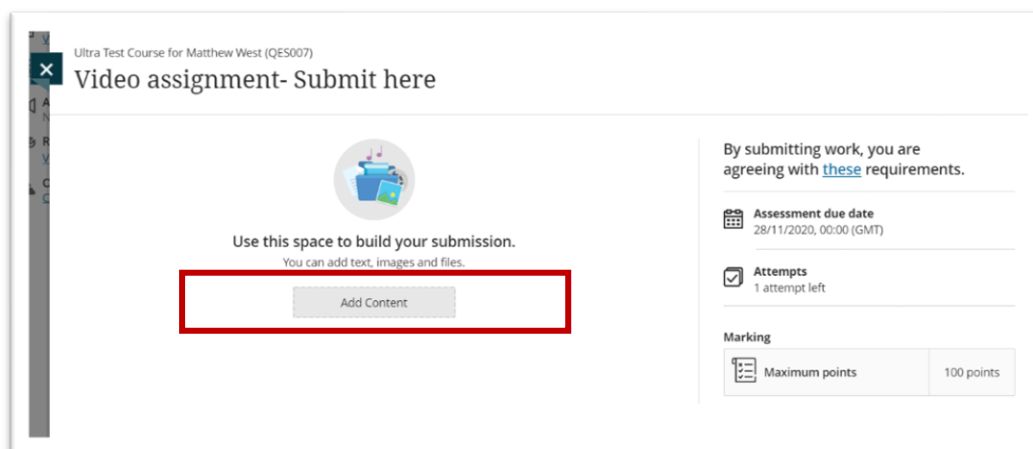 Ultra Test Course for Matthew West (QES007)
Video assignment- Submit here
Use this space to build your submission.
You can add text, images and files.
Add Content
By submitting work, you are
agreeing with these requirements.
Assessment due date
28/11/2020, 00:00 (GMT)
Attempts
1 attempt left
Marking
Maximum points
100 points